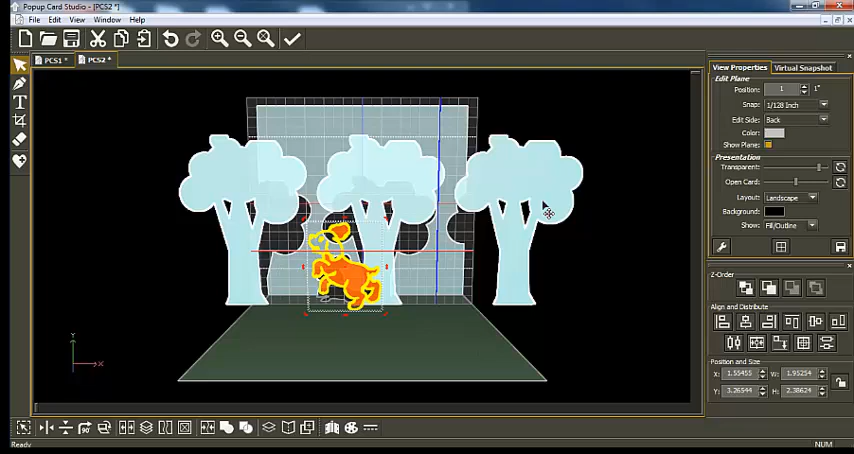 Popup Card Studio - [PCS2 *]
File Edit View Window Help
PCS1 * PCS2 *
View Properties Virtual Snapshot
Edit Plane
Position: 1 1"
Snap: 1/128 Inch
Edit Side: Back
Color:
Show Plane:
Presentation
Transparent:
Open Card:
Layout: Landscape
Background:
Show: Fill/Outline
Z-Order
Align and Distribute
Position and Size
X: 1.55455 W: 1.95254
Y: 3.26544 H: 2.38624
Y
X
Ready NUM